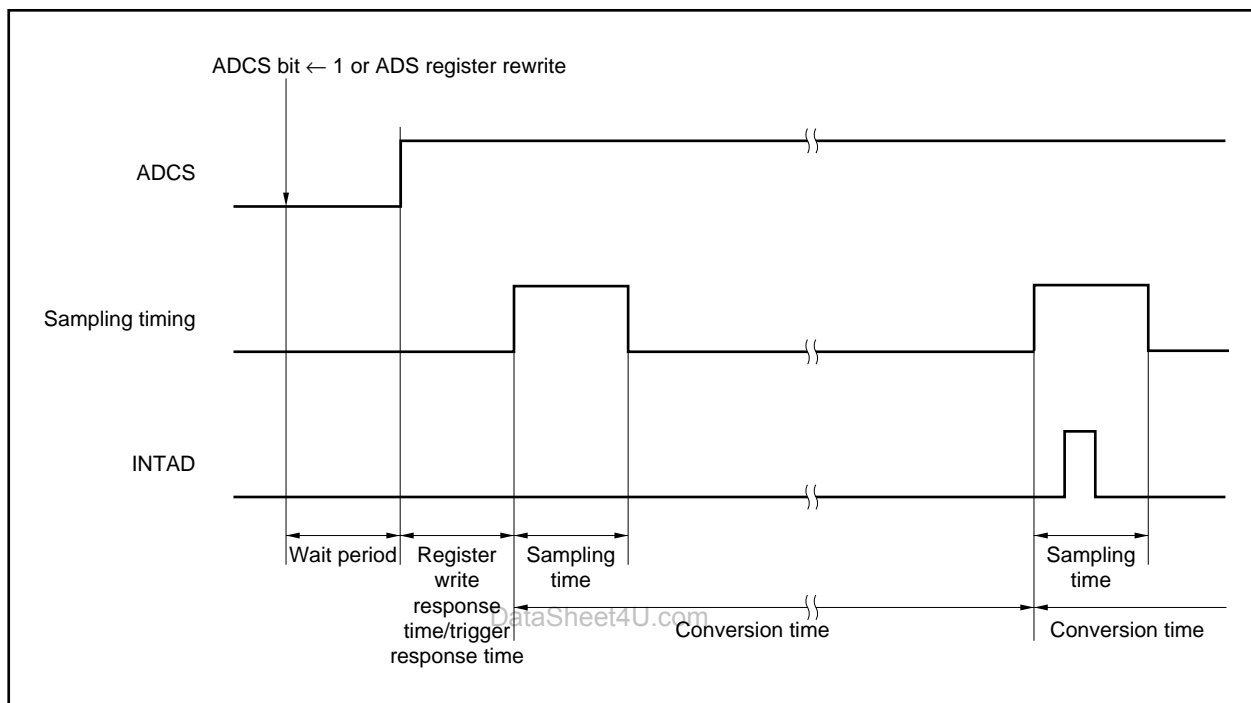 ADCS bit ← 1 or ADS register rewrite
ADCS
Sampling timing
INTAD
Wait period
Register
write
response
time/trigger
response time
Sampling
time
Sampling
time
Conversion time
Conversion time
DataSheet4U.com